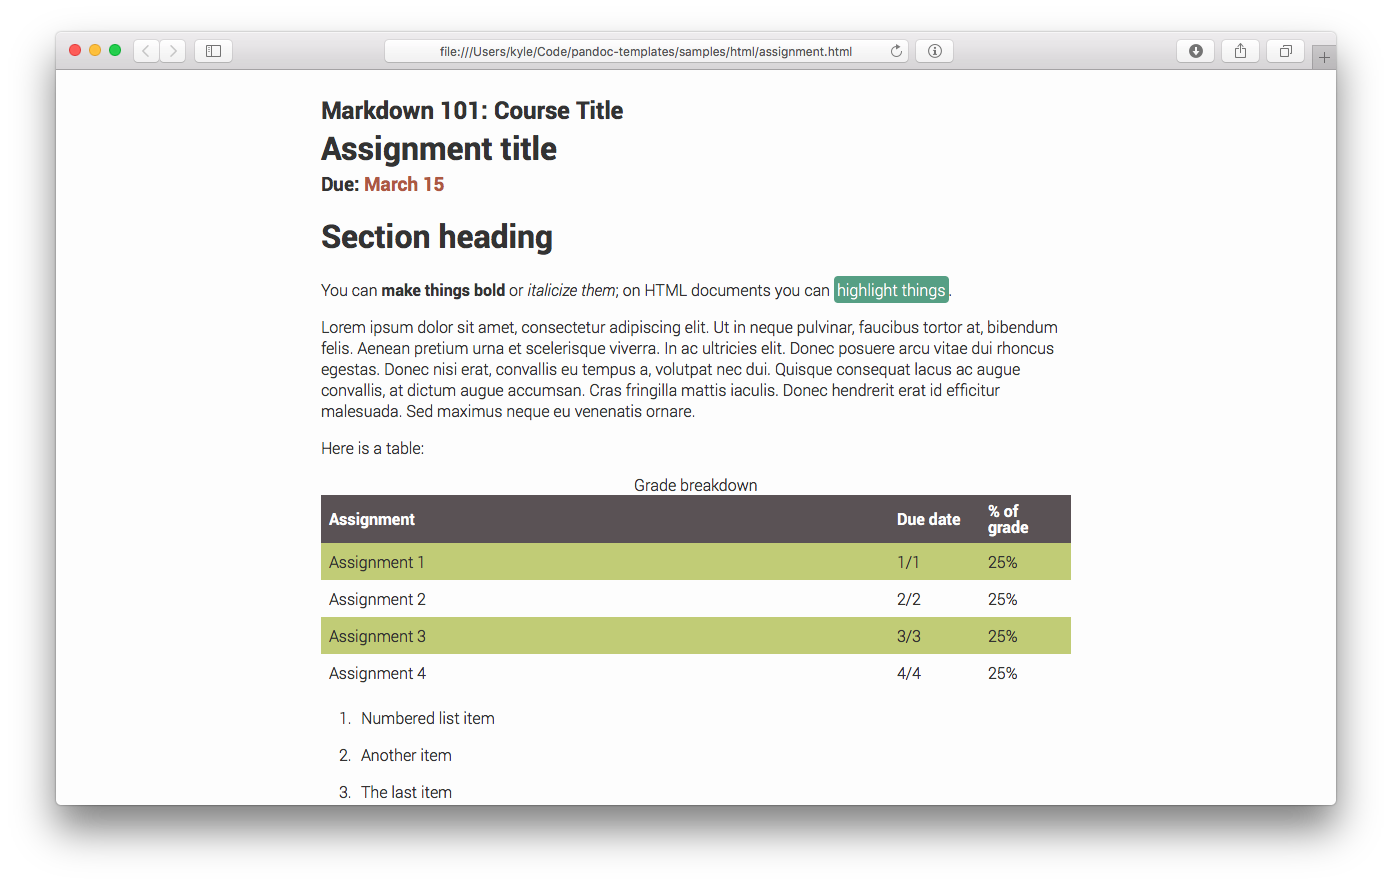 file:///Users/kyle/Code/pandoc-templates/samples/html/assignment.html
Markdown 101: Course Title
Assignment title
Due: March 15
Section heading
You can make things bold or italicize them; on HTML documents you can highlight things.
Lorem ipsum dolor sit amet, consectetur adipiscing elit. Ut in neque pulvinar, faucibus tortor at, bibendum
felis. Aenean pretium urna et scelerisque viverra. In ac ultricies elit. Donec posuere arcu vitae dui rhoncus
egestas. Donec nisi erat, convallis eu tempus a, volutpat nec dui. Quisque consequat lacus ac augue
convallis, at dictum augue accumsan. Cras fringilla mattis iaculis. Donec hendrerit erat id efficitur
malesuada. Sed maximus neque eu venenatis ornare.
Here is a table:
Grade breakdown
Assignment Due date % of
grade
Assignment 1 1/1 25%
Assignment 2 2/2 25%
Assignment 3 3/3 25%
Assignment 4 4/4 25%
1. Numbered list item
2. Another item
3. The last item